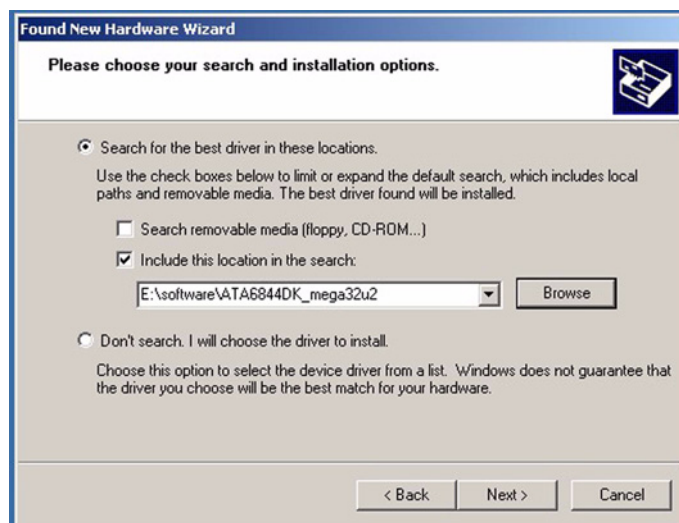 Found New Hardware Wizard
Please choose your search and installation options.
Search for the best driver in these locations.
Use the check boxes below to limit or expand the default search, which includes local
paths and removable media. The best driver found will be installed.
Search removable media (floppy, CD-ROM...)
Include this location in the search:
E:\software\ATA6844DK_mega32u2
Browse
Don't search. I will choose the driver to install.
Choose this option to select the device driver from a list. Windows does not guarantee that
the driver you choose will be the best match for your hardware.
< Back
Next >
Cancel